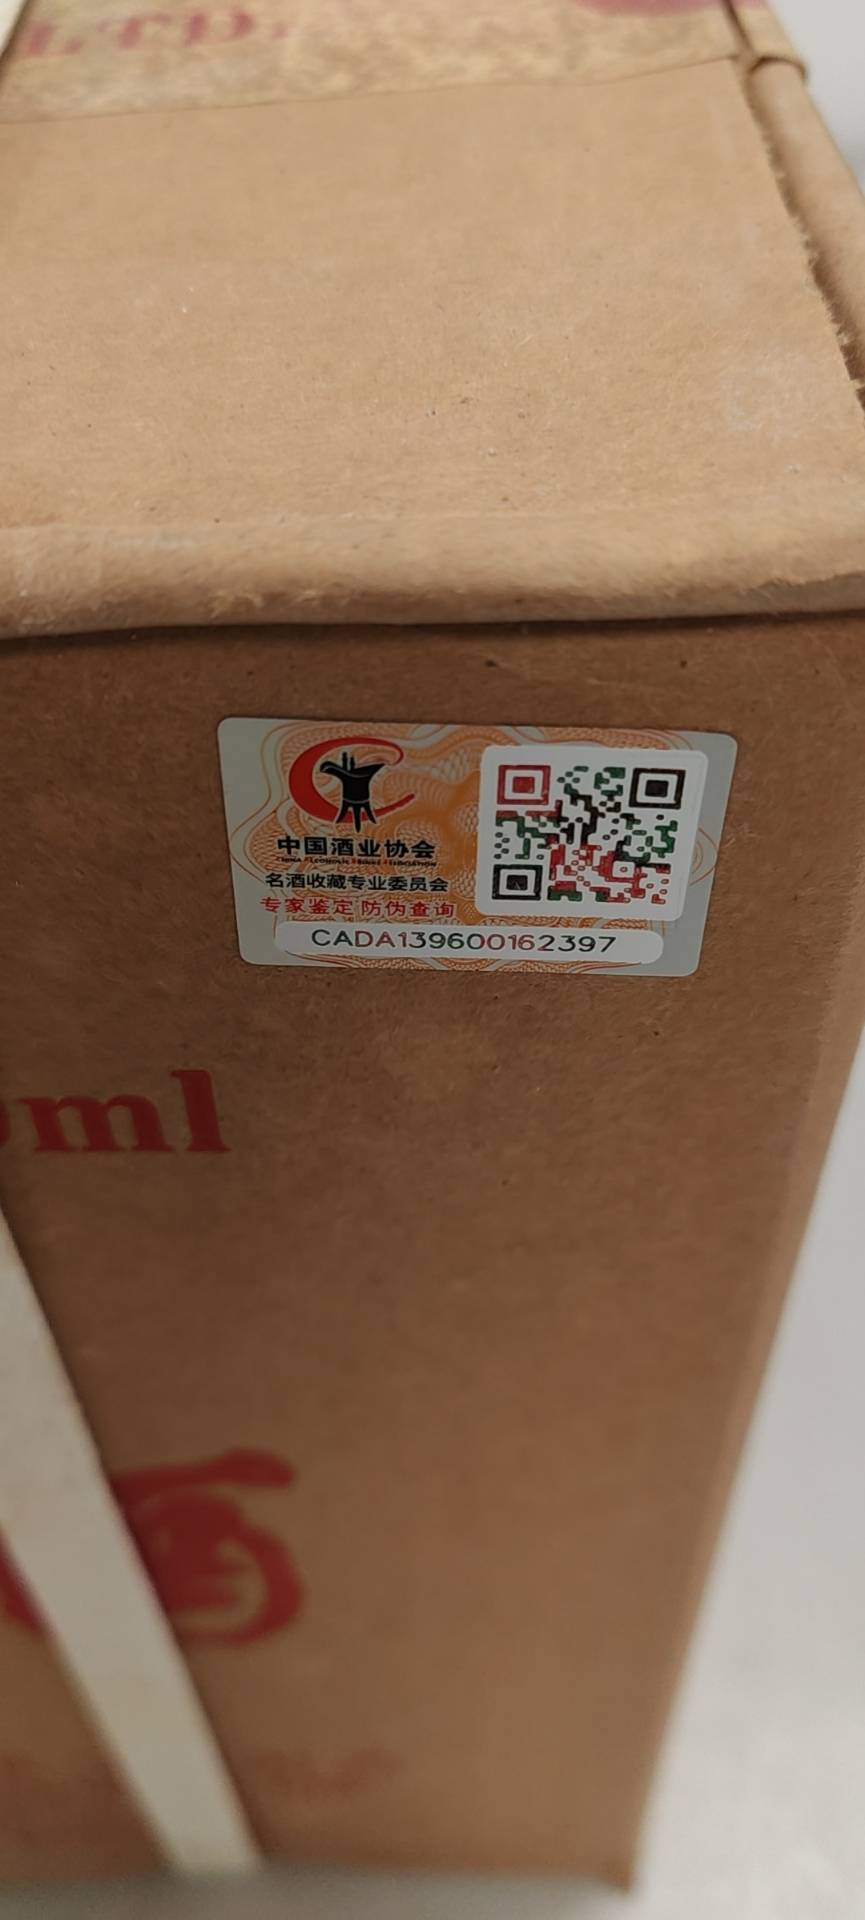 LTD.
中国酒业协会
名酒收藏专业委员会
专家鉴定 防伪查询
CADA139600162397
ml
酒